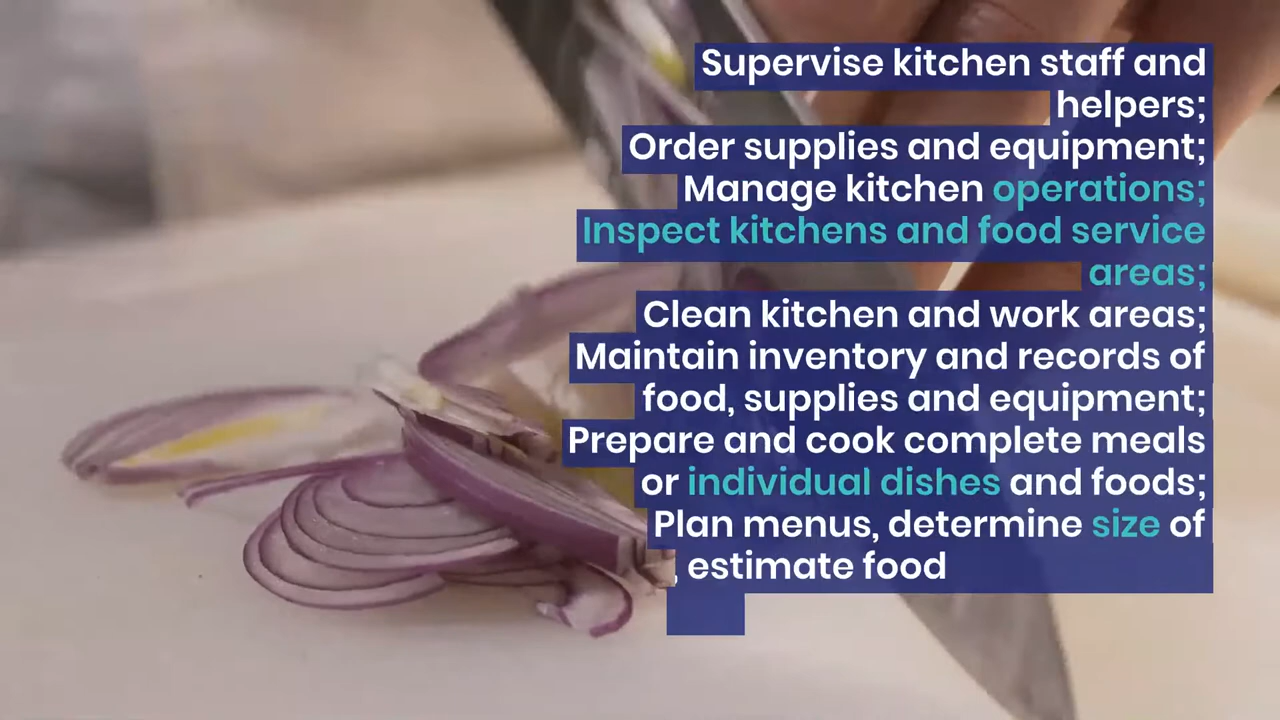 Supervise kitchen staff and
helpers;
Order supplies and equipment;
Manage kitchen operations;
Inspect kitchens and food service
areas;
Clean kitchen and work areas;
Maintain inventory and records of
food, supplies and equipment;
Prepare and cook complete meals
or individual dishes and foods;
Plan menus, determine size of
, estimate food